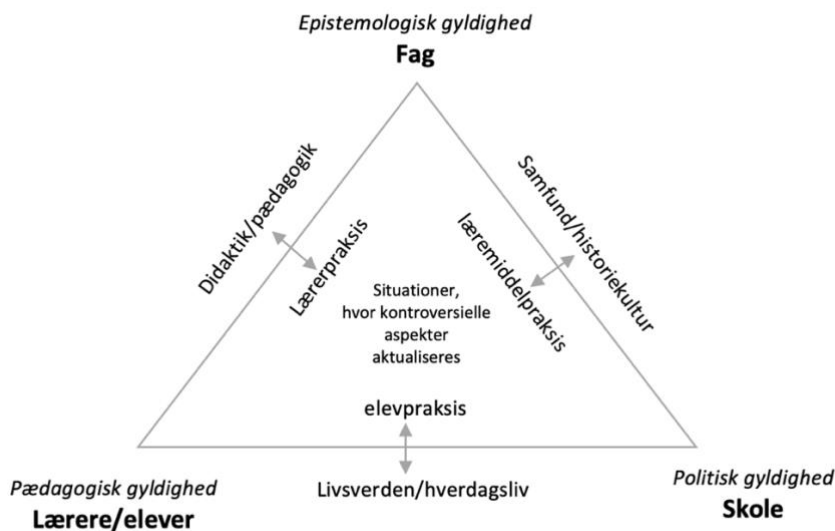 Epistemologisk gyldighed
Fag
Didaktik/pædagogik
Lærerpraksis
læremiddelpraksis
Samfund/historiekultur
Situationer,
hvor kontroversielle
aspekter
aktualiseres
elevpraksis
Livsverden/hverdagsliv
Pædagogisk gyldighed
Lærere/elever
Politisk gyldighed
Skole